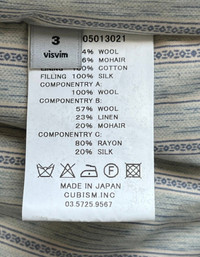 3
visvim
05013021
4% WOOL
6% MOHAIR
100% COTTON
FILLING 100% SILK
COMPONENTRY A:
100% WOOL
COMPONENTRY B:
57% WOOL
23% LINEN
20% MOHAIR
COMPONENTRY C:
80% RAYON
20% SILK
MADE IN JAPAN
CUBISM.INC
03.5725.9567